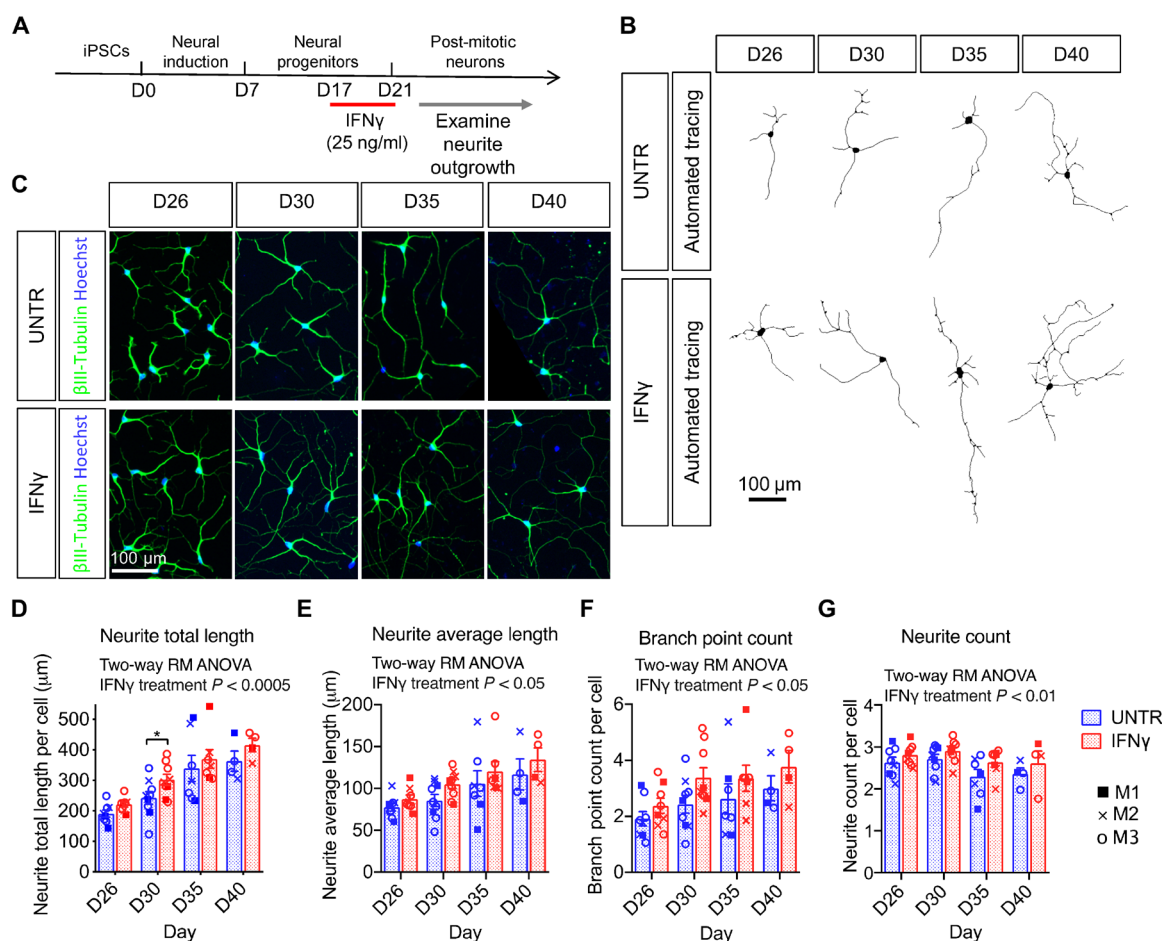 A
iPSCs
Neural
induction
Neural
progenitors
Post-mitotic
neurons
D0
D7
D17
D21
IFNγ
(25 ng/ml)
Examine
neurite
outgrowth
B
D26
D30
D35
D40
UNTR
Automated tracing
IFNγ
Automated tracing
100 μm
C
D26
D30
D35
D40
UNTR
βIII-Tubulin Hoechst
IFNγ
βIII-Tubulin Hoechst
100 μm
D
Neurite total length
Two-way RM ANOVA
IFNγ treatment P < 0.0005
Neurite total length per cell (μm)
500
400
300
200
100
0
*
D26
D30
D35
D40
Day
E
Neurite average length
Two-way RM ANOVA
IFNγ treatment P < 0.05
Neurite average length (μm)
200
150
100
50
0
D26
D30
D35
D40
Day
F
Branch point count
Two-way RM ANOVA
IFNγ treatment P < 0.05
Branch point count per cell
6
4
2
0
D26
D30
D35
D40
Day
G
Neurite count
Two-way RM ANOVA
IFNγ treatment P < 0.01
Neurite count per cell
4
3
2
1
0
D26
D30
D35
D40
Day
UNTR
IFNγ
M1
M2
M3